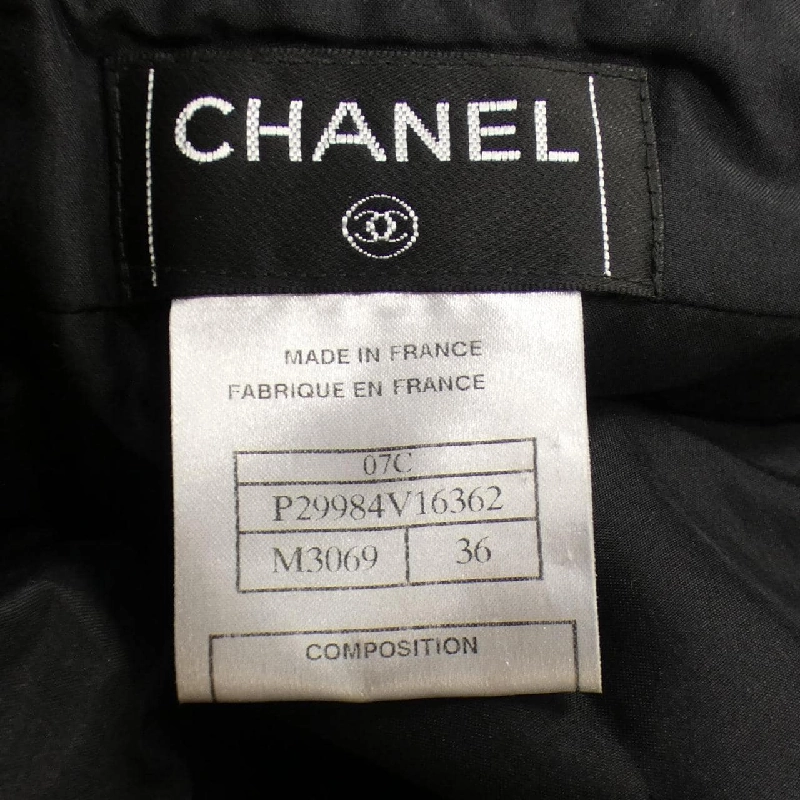 CHANEL
MADE IN FRANCE
FABRIQUE EN FRANCE
07C
P29984V16362
M3069 36
COMPOSITION